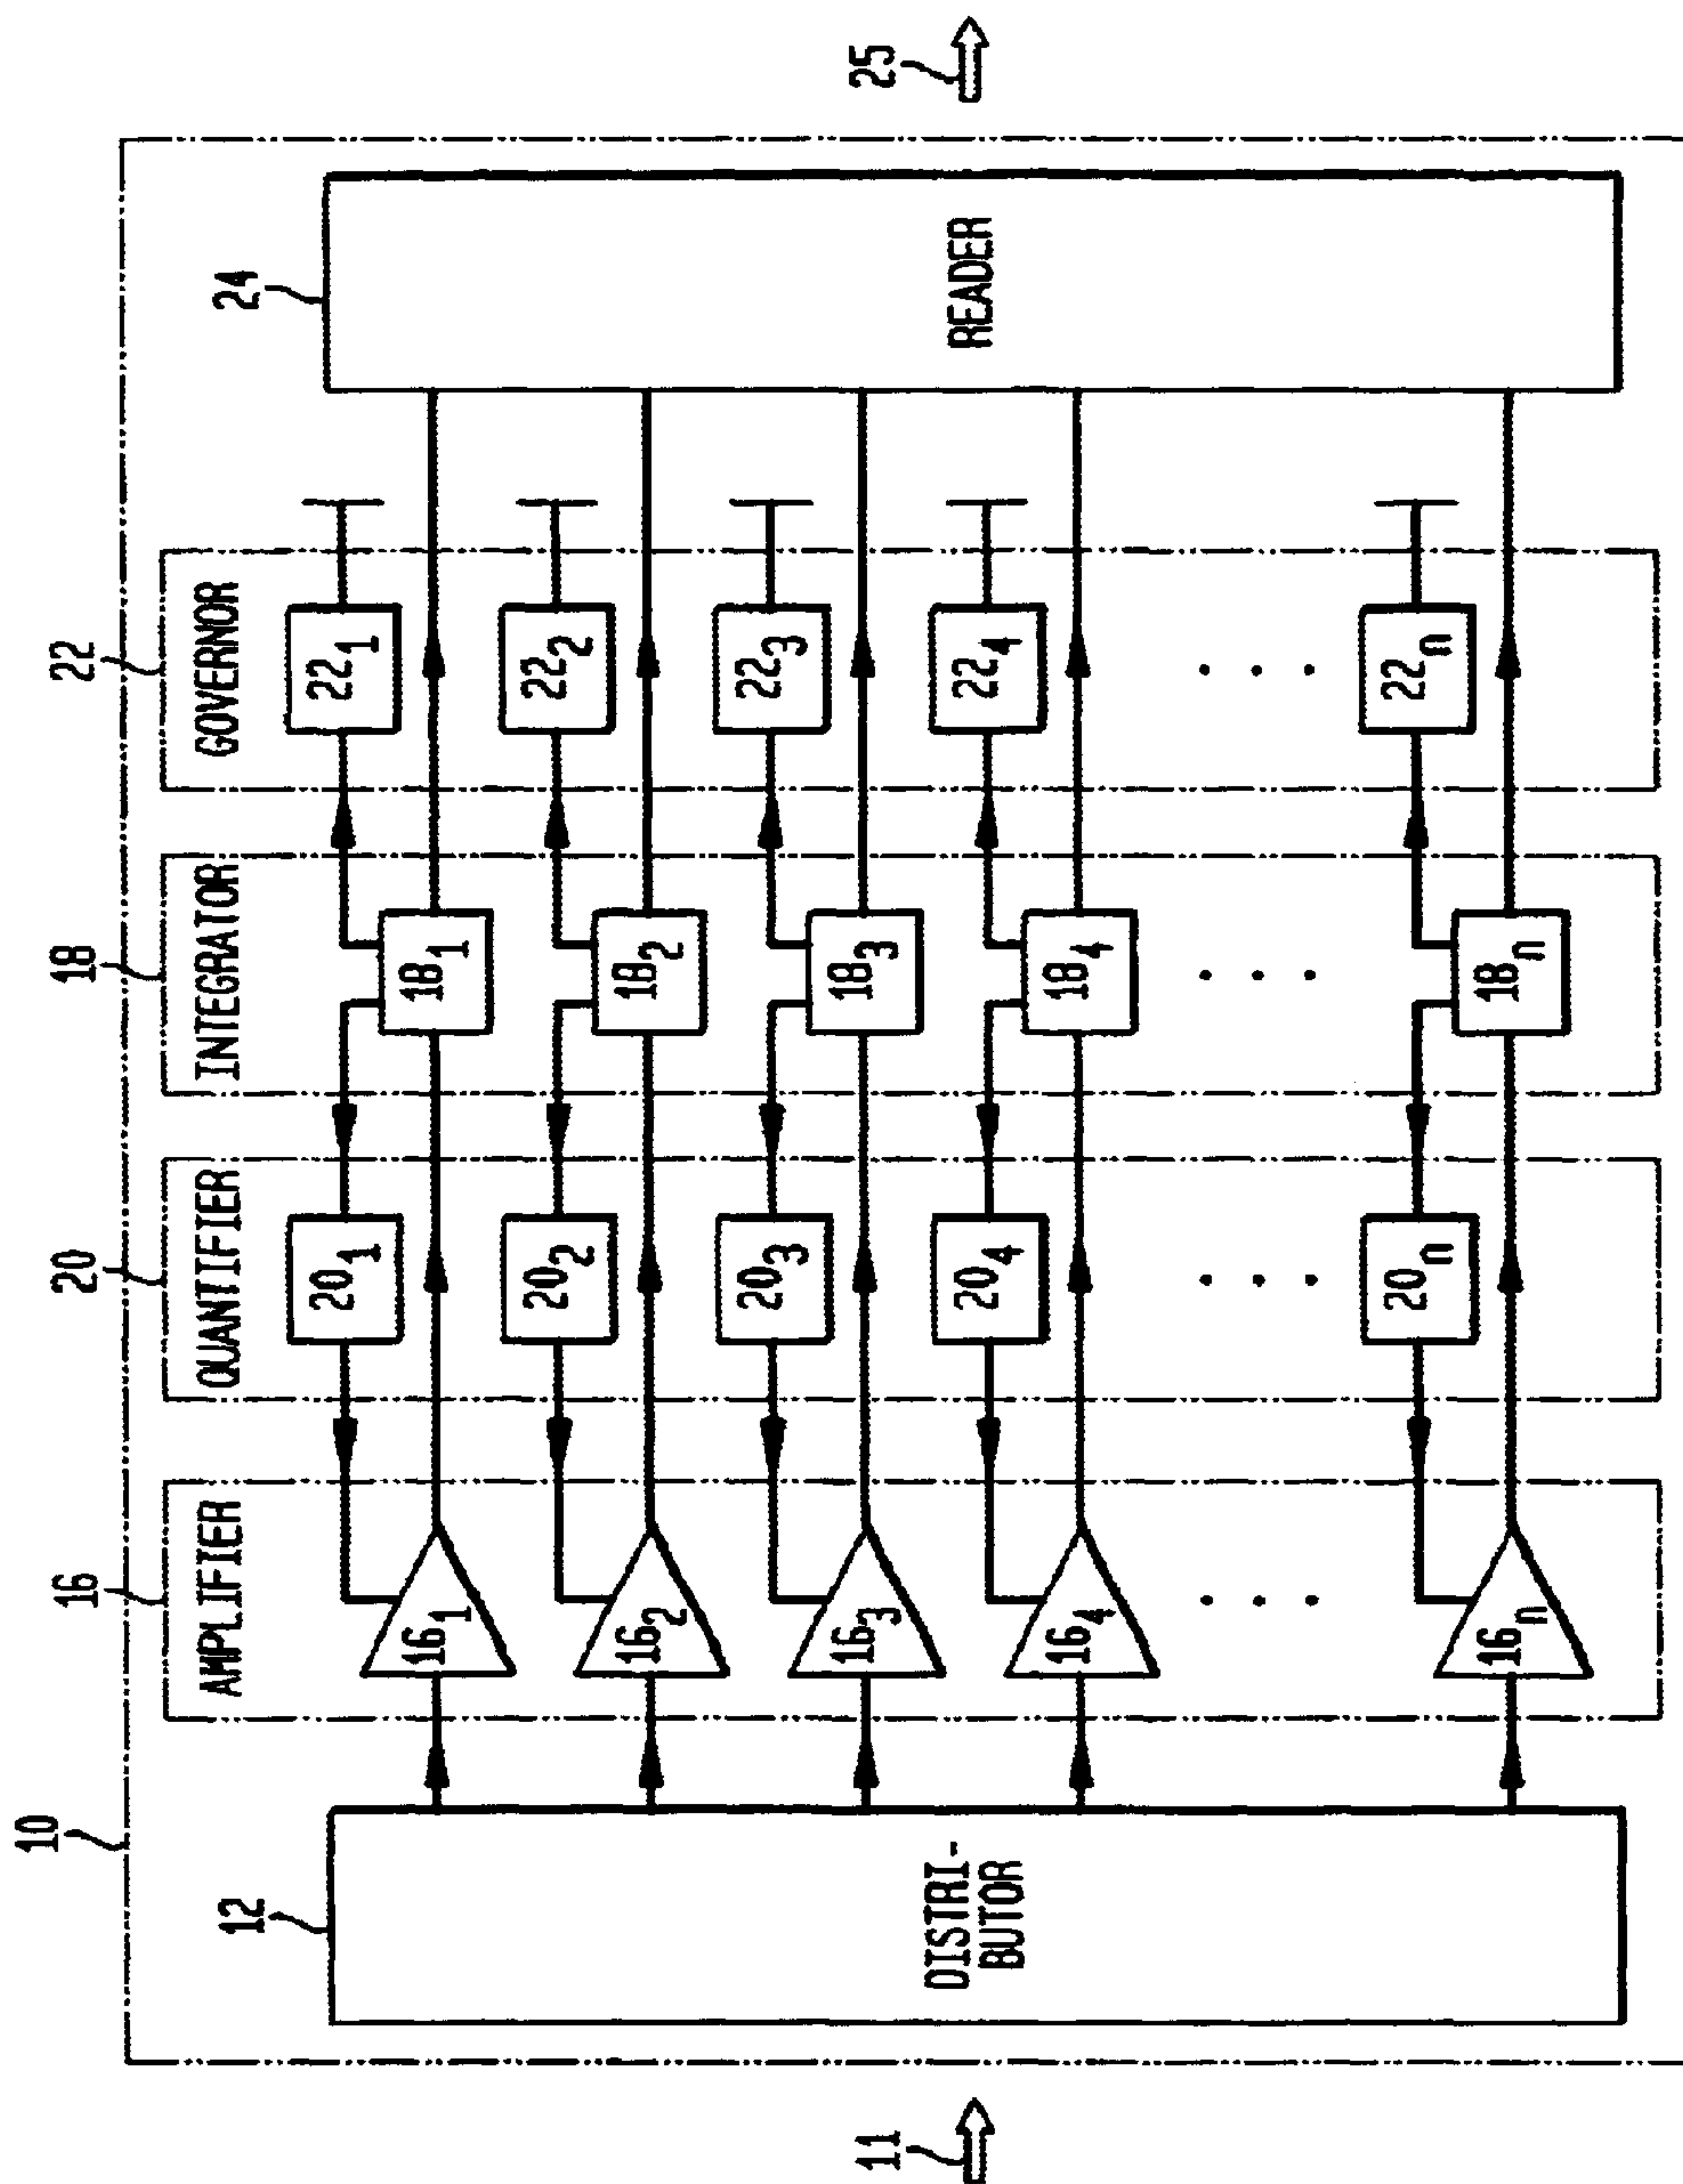 10
12
16
20
18
22
24
11
25
DISTRI-
BUTOR
AMPLIFIER
QUANTIFIER
INTEGRATOR
GOVERNOR
READER
16₁
20₁
18₁
22₁
16₂
20₂
18₂
22₂
16₃
20₃
18₃
22₃
16₄
20₄
18₄
22₄
. . .
. . .
. . .
. . .
16ₙ
20ₙ
18ₙ
22ₙ